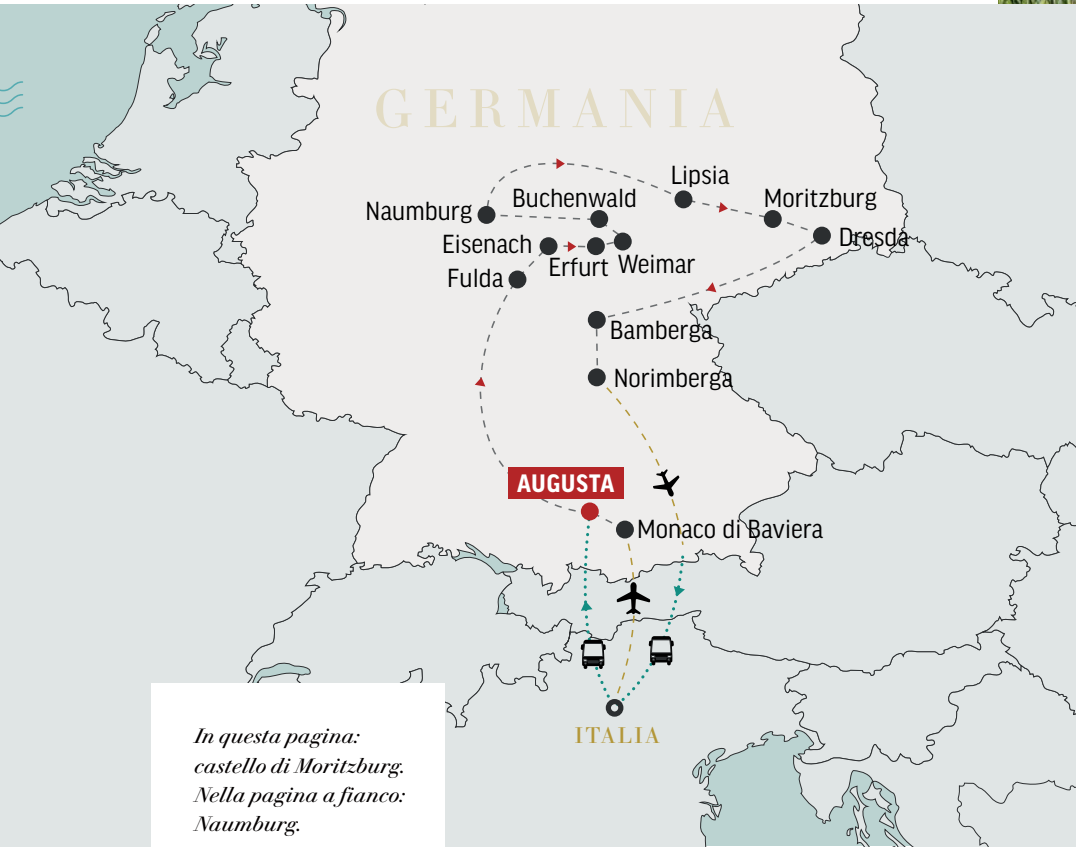 GERMANIA
Lipsia
Buchenwald
Moritzburg
Naumburg
Dresda
Eisenach
Erfurt
Weimar
Fulda
Bamberga
Norimberga
AUGUSTA
Monaco di Baviera
ITALIA
In questa pagina:
castello di Moritzburg.
Nella pagina a fianco:
Naumburg.